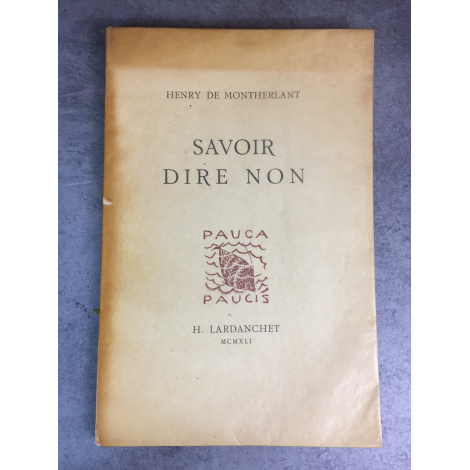 HENRY DE MONTHERLANT
SAVOIR
DIRE NON
PAUCA
PAUCIS
H. LARDANCHET
MCMXLI